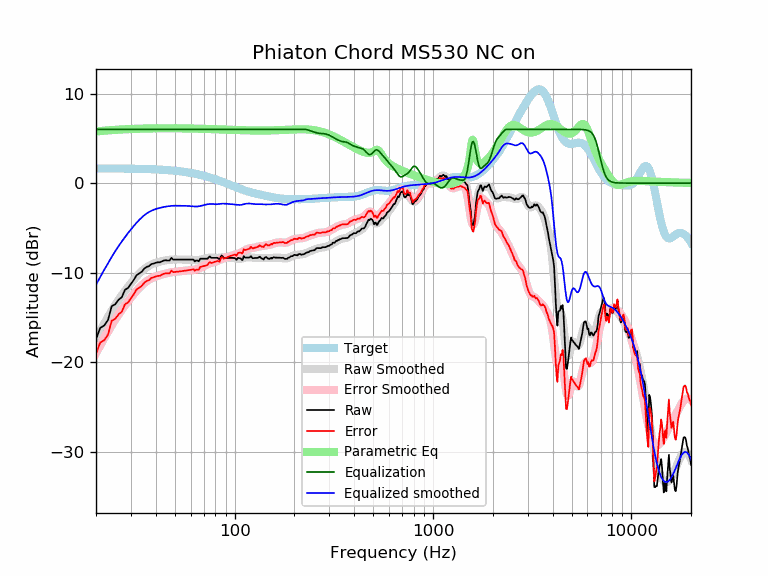 Phiaton Chord MS530 NC on
Amplitude (dBr)
10
0
−10
−20
−30
Target
Raw Smoothed
Error Smoothed
Raw
Error
Parametric Eq
Equalization
Equalized smoothed
100
1000
10000
Frequency (Hz)